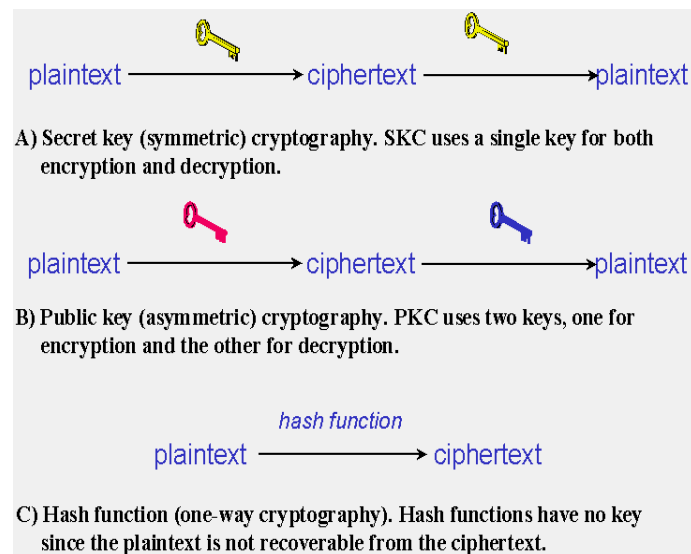 plaintext ciphertext plaintext
A) Secret key (symmetric) cryptography. SKC uses a single key for both
encryption and decryption.
plaintext ciphertext plaintext
B) Public key (asymmetric) cryptography. PKC uses two keys, one for
encryption and the other for decryption.
hash function
plaintext ciphertext
C) Hash function (one-way cryptography). Hash functions have no key
since the plaintext is not recoverable from the ciphertext.